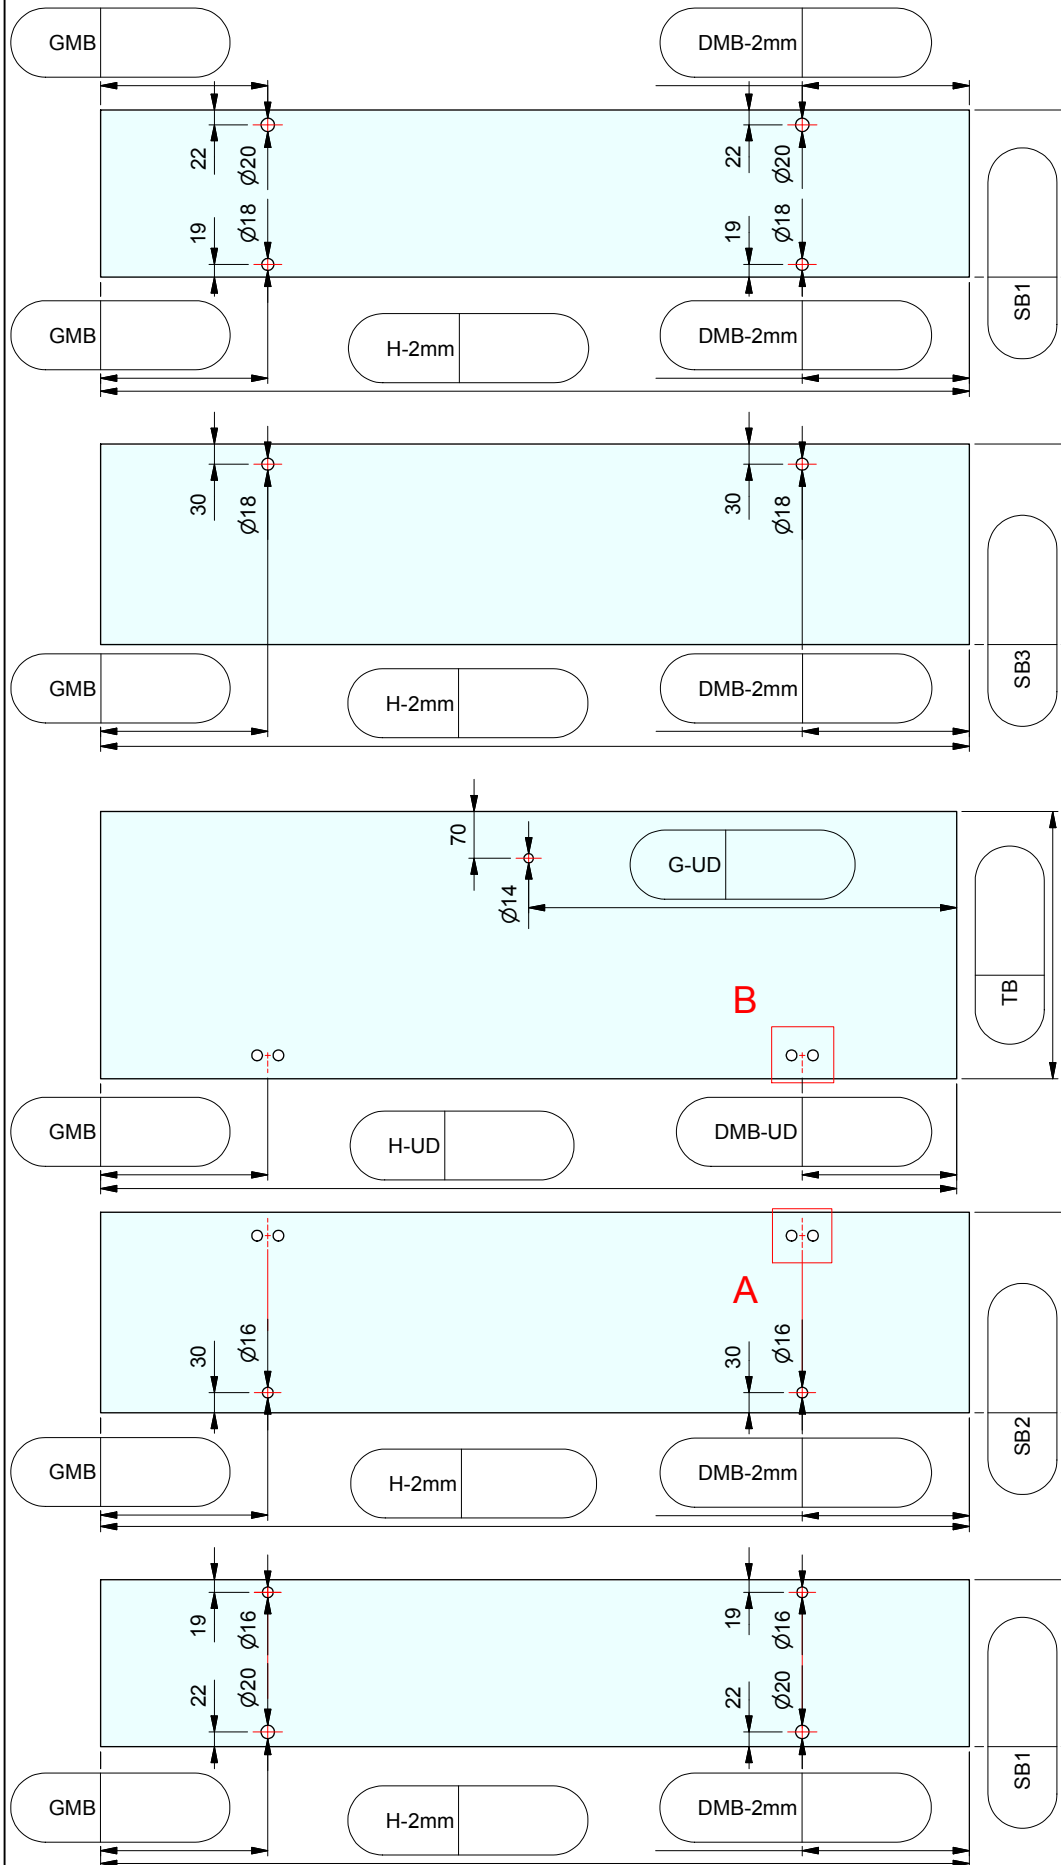 GMB
DMB-2mm
22
Ø20
22
Ø20
19
Ø18
19
Ø18
SB1
GMB
H-2mm
DMB-2mm
30
Ø18
30
Ø18
SB3
GMB
H-2mm
DMB-2mm
70
Ø14
G-UD
B
TB
GMB
H-UD
DMB-UD
A
30
Ø16
30
Ø16
SB2
GMB
H-2mm
DMB-2mm
19
Ø16
19
Ø16
22
Ø20
22
Ø20
SB1
GMB
H-2mm
DMB-2mm